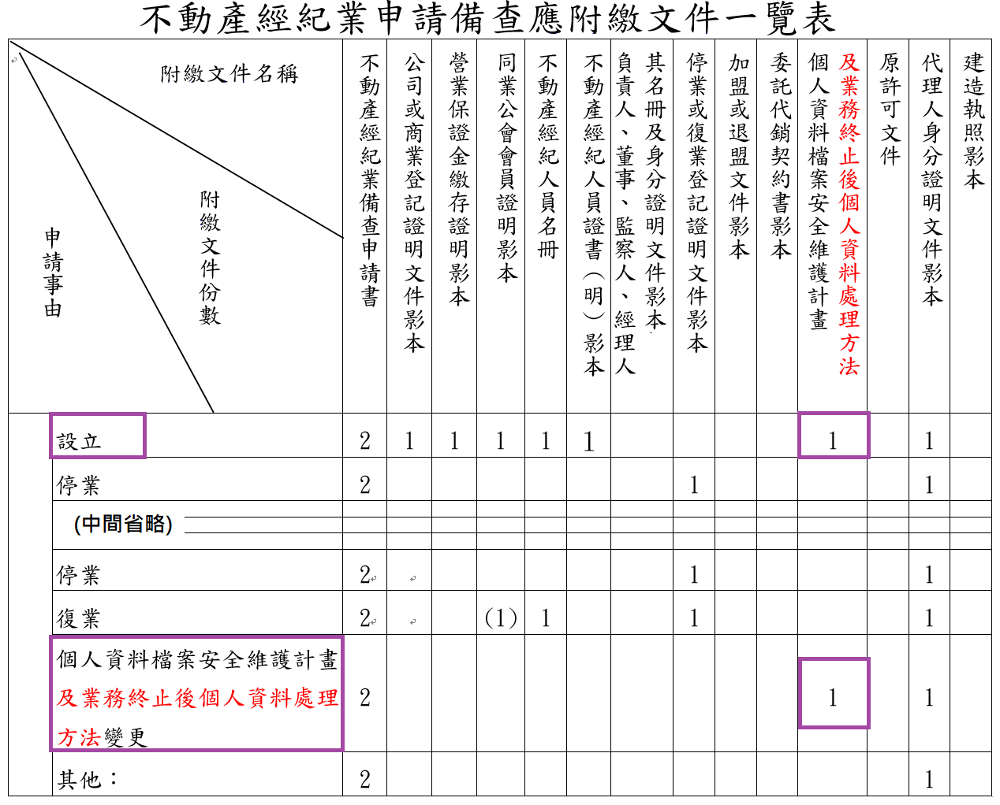 不動產經紀業申請備查應附繳文件一覽表
附繳文件名稱
附繳文件份數
申請事由
不動產經紀業備查申請書
公司或商業登記證明文件影本
營業保證金繳存證明影本
同業公會會員證明影本
不動產經紀人員名冊
不動產經紀人員證書（明）影本
負責人、董事、監察人、經理人
其名冊及身分證明文件影本
停業或復業登記證明文件影本
加盟或退盟文件影本
委託代銷契約書影本
個人資料檔案安全維護計畫
及業務終止後個人資料處理方法
原許可文件
代理人身分證明文件影本
建造執照影本
設立 2 1 1 1 1 1 1 1
停業 2 1 1
(中間省略)
停業 2 1 1
復業 2 (1) 1 1 1
個人資料檔案安全維護計畫
及業務終止後個人資料處理 2 1 1
方法變更
其他： 2 1